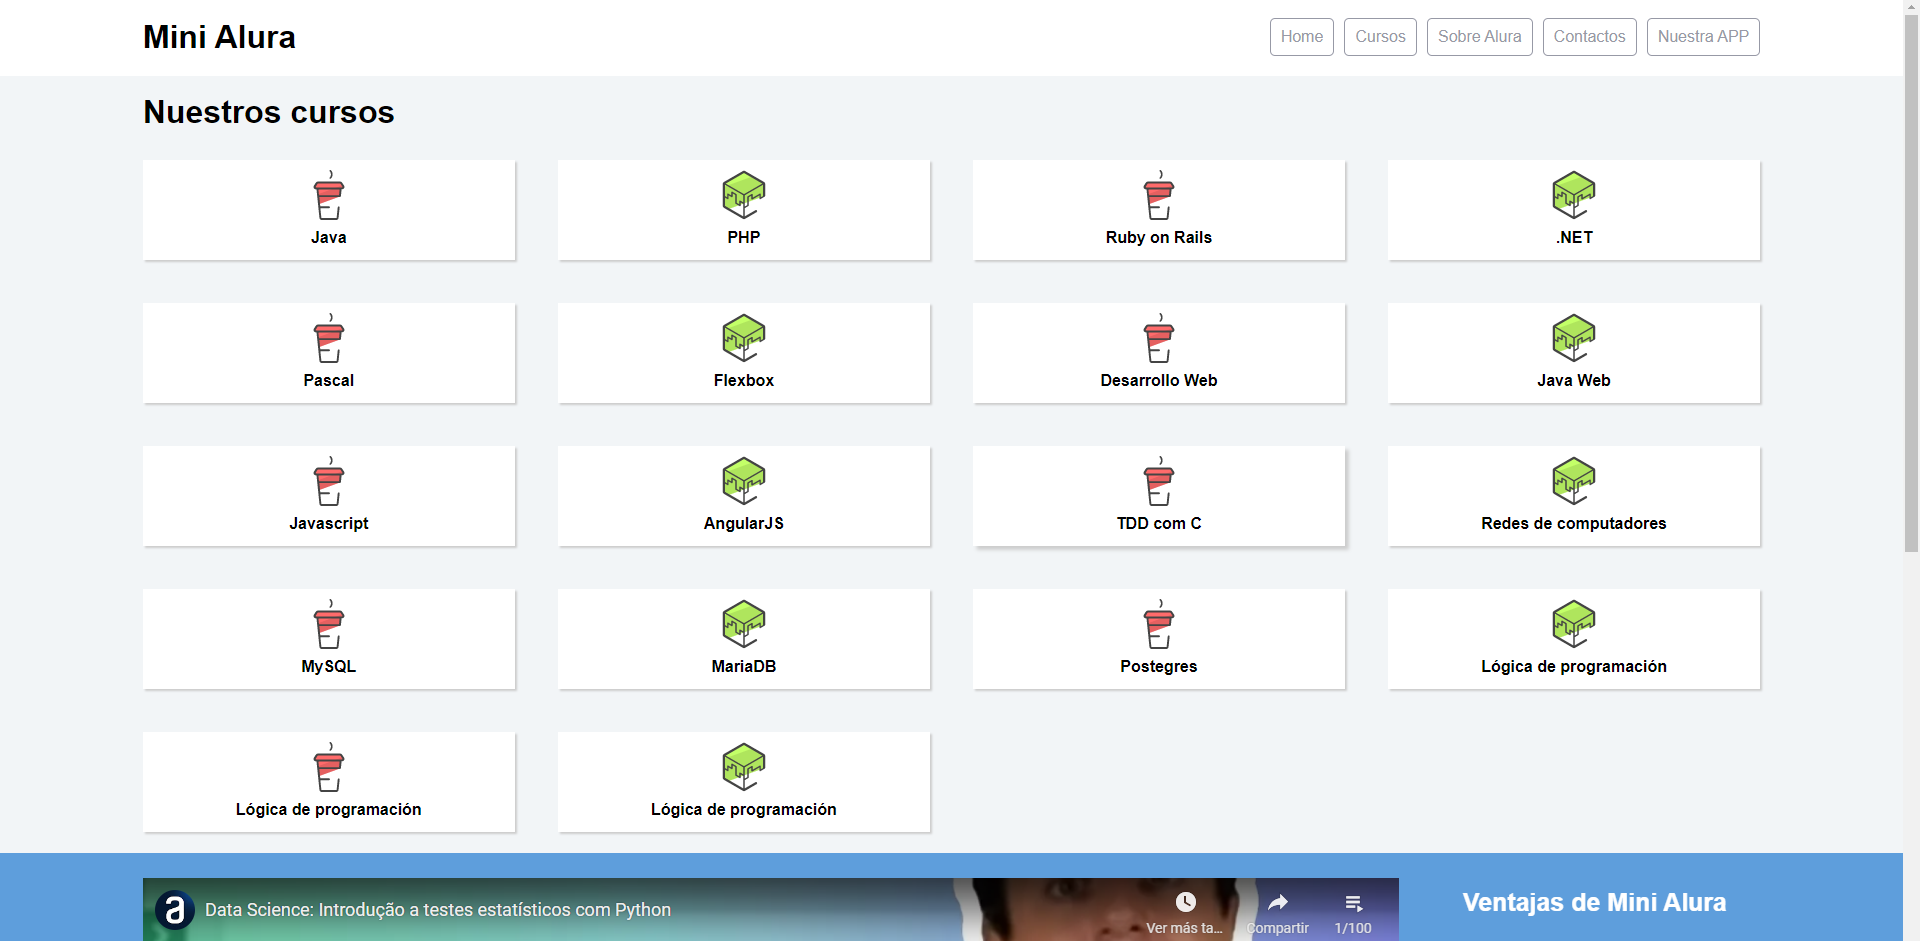 Mini Alura
Home
Cursos
Sobre Alura
Contactos
Nuestra APP
Nuestros cursos
Java
PHP
Ruby on Rails
.NET
Pascal
Flexbox
Desarrollo Web
Java Web
Javascript
AngularJS
TDD com C
Redes de computadores
MySQL
MariaDB
Postegres
Lógica de programación
Lógica de programación
Lógica de programación
a
Data Science: Introdução a testes estatísticos com Python
Ver más ta...
Compartir
1/100
Ventajas de Mini Alura